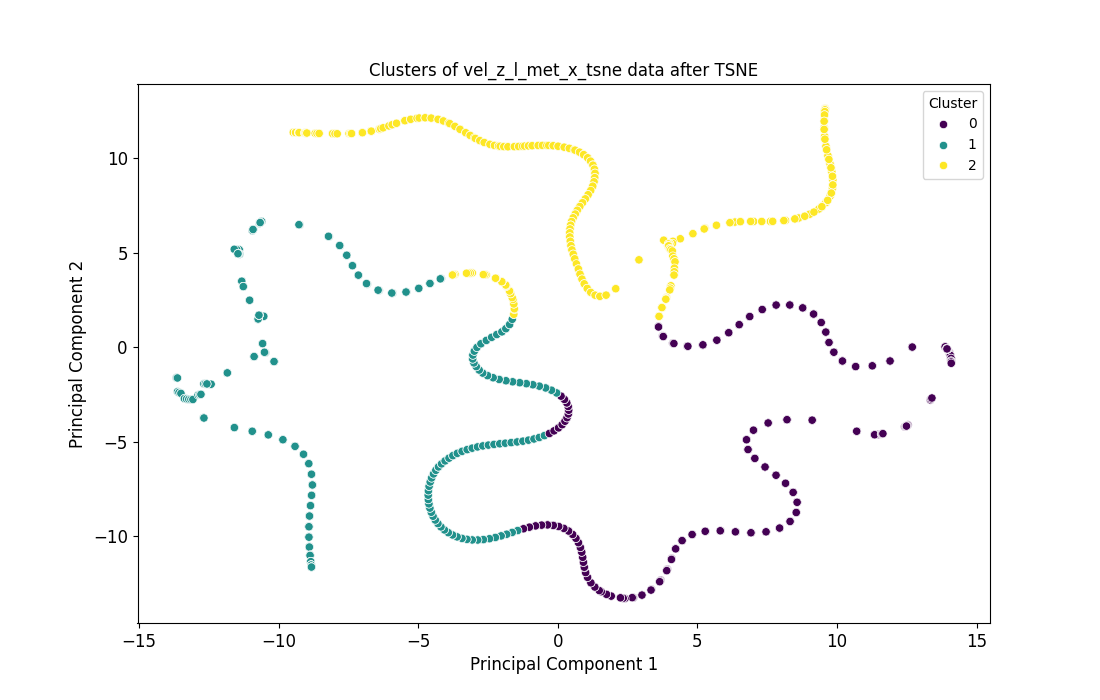 Clusters of vel_z_l_met_x_tsne data after TSNE
Cluster
0
1
2
10
5
0
−5
−10
Principal Component 2
−15 −10 −5 0 5 10 15
Principal Component 1